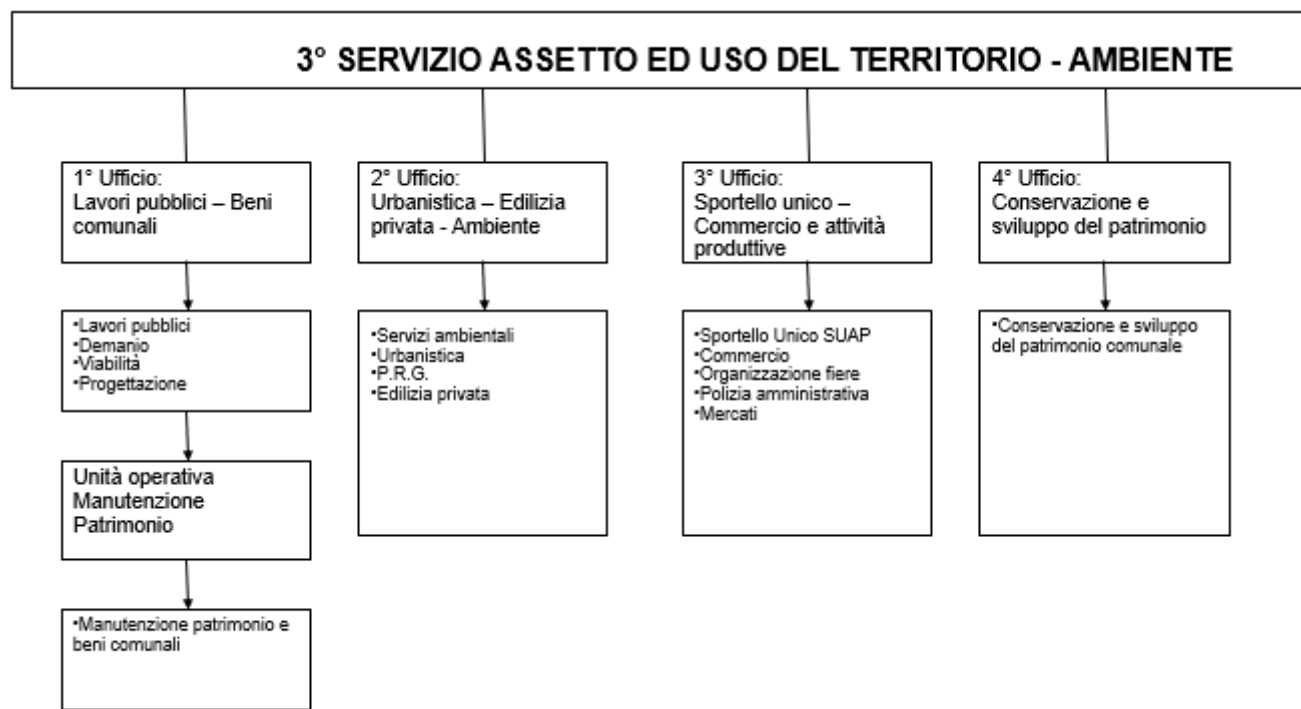 3° SERVIZIO ASSETTO ED USO DEL TERRITORIO - AMBIENTE
1° Ufficio:
Lavori pubblici – Beni
comunali
2° Ufficio:
Urbanistica – Edilizia
privata - Ambiente
3° Ufficio:
Sportello unico –
Commercio e attività
produttive
4° Ufficio:
Conservazione e
sviluppo del patrimonio
•Lavori pubblici
•Demanio
•Viabilità
•Progettazione
•Servizi ambientali
•Urbanistica
•P.R.G.
•Edilizia privata
•Sportello Unico SUAP
•Commercio
•Organizzazione fiere
•Polizia amministrativa
•Mercati
•Conservazione e sviluppo
del patrimonio comunale
Unità operativa
Manutenzione
Patrimonio
•Manutenzione patrimonio e
beni comunali